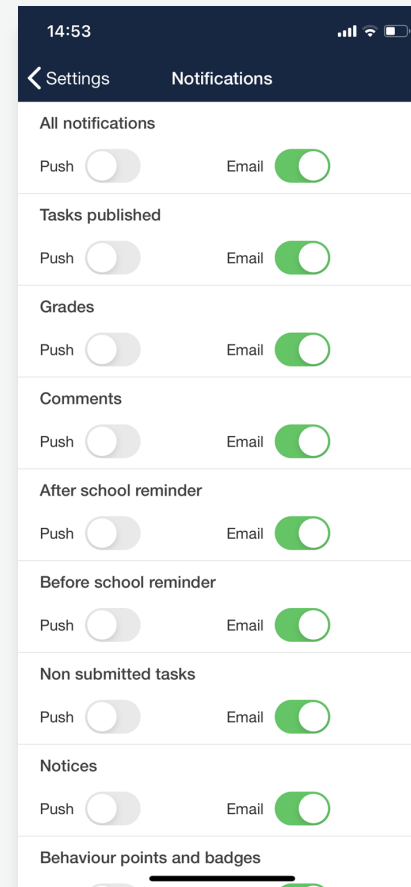 14:53
Settings Notifications
All notifications
Push Email
Tasks published
Push Email
Grades
Push Email
Comments
Push Email
After school reminder
Push Email
Before school reminder
Push Email
Non submitted tasks
Push Email
Notices
Push Email
Behaviour points and badges